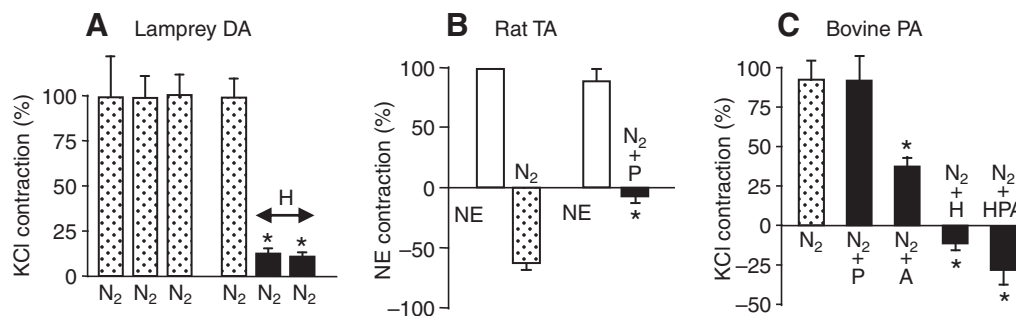 A Lamprey DA
KCl contraction (%)
100
75
50
25
0
H
* *
N2 N2 N2 N2 N2 N2
B Rat TA
NE contraction (%)
100
50
0
−50
−100
NE
N2
NE
N2
+
P
*
C Bovine PA
KCl contraction (%)
100
75
50
25
0
−25
−50
N2
N2
+
P
*
N2
+
A
N2
+
H
*
N2
+
HPA
*